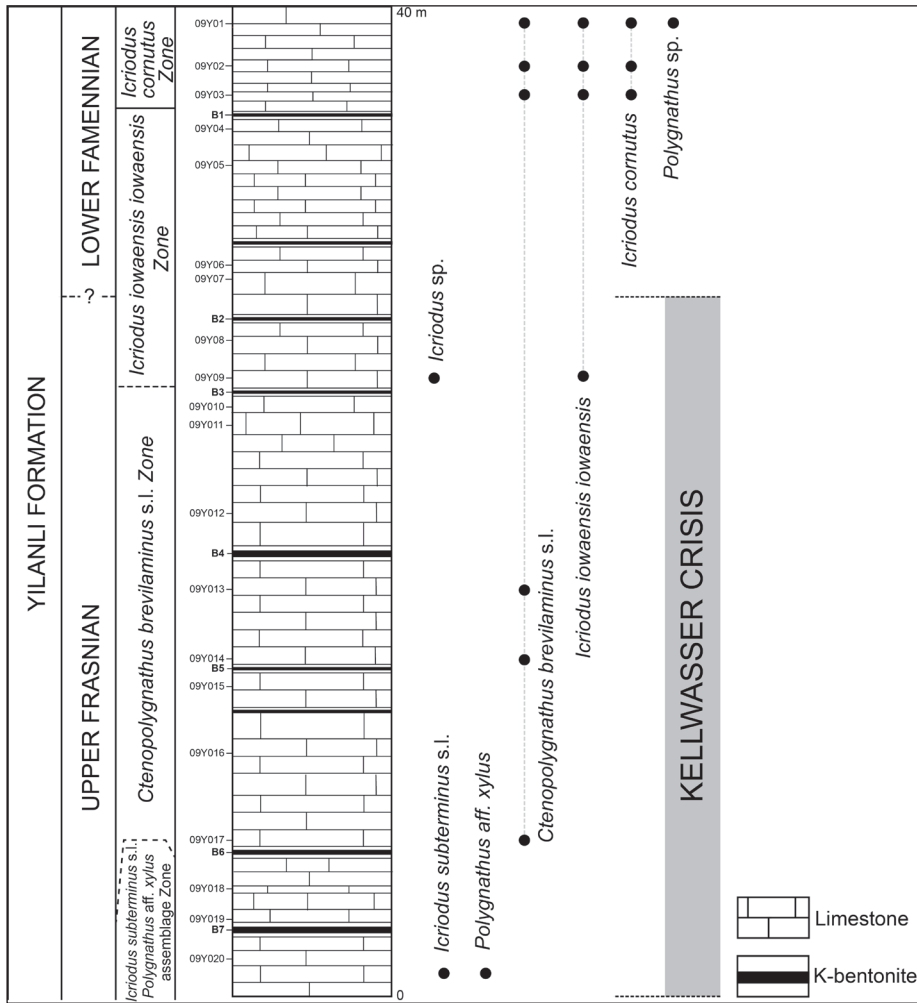 40 m
YILANLI FORMATION
LOWER FAMENNIAN
?
UPPER FRASNIAN
Icriodus
cornutus
Zone
Icriodus iowaensis iowaensis
Zone
Ctenopolygnathus brevilaminus s.l. Zone
Icriodus subterminus s.l.
Polygnathus aff. xylus
assemblage Zone
09Y01
09Y02
09Y03
B1
09Y04
09Y05
09Y06
09Y07
B2
09Y08
09Y09
B3
09Y010
09Y011
09Y012
B4
09Y013
09Y014
B5
09Y015
09Y016
09Y017
B6
09Y018
09Y019
B7
09Y020
0
Icriodus sp.
Icriodus subterminus s.l.
Polygnathus aff. xylus
Ctenopolygnathus brevilaminus s.l.
Icriodus iowaensis iowaensis
Icriodus cornutus
Polygnathus sp.
KELLWASSER CRISIS
Limestone
K-bentonite